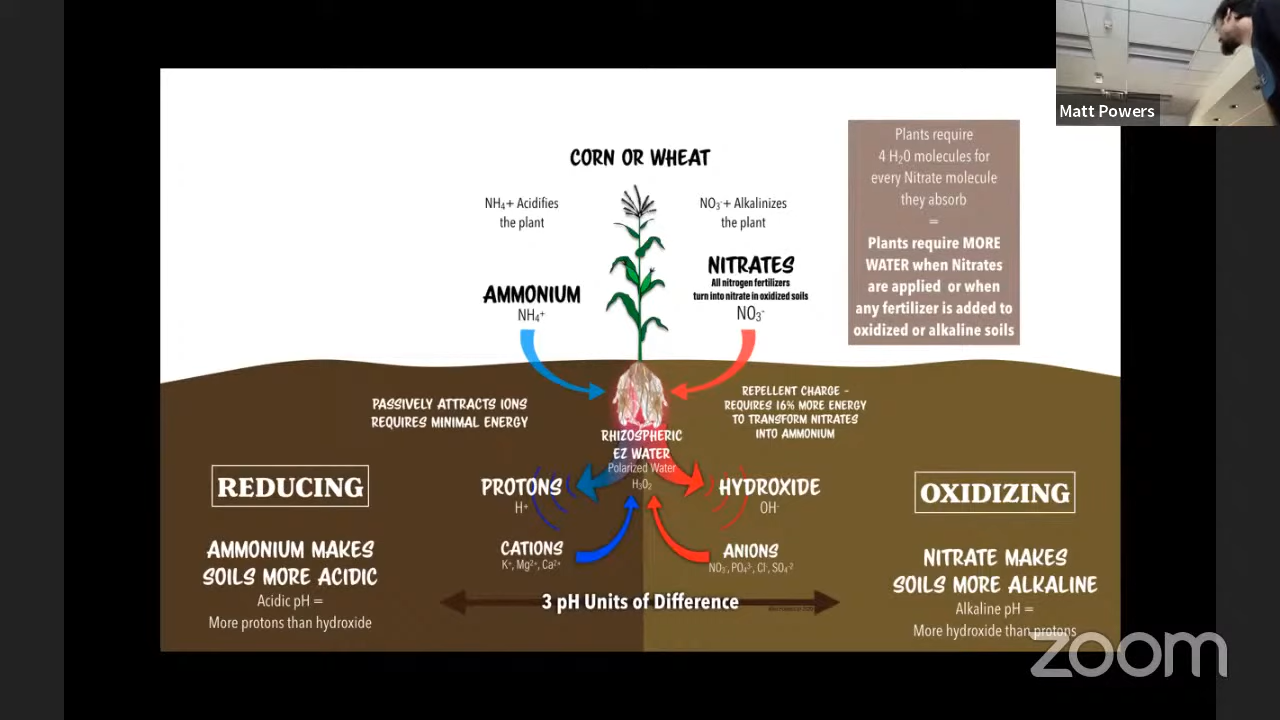 Matt Powers
CORN OR WHEAT
NH₄+ Acidifies
the plant
NO₃⁻+ Alkalinizes
the plant
AMMONIUM
NH₄⁺
NITRATES
All nitrogen fertilizers
turn into nitrate in oxidized soils
NO₃⁻
Plants require
4 H₂0 molecules for
every Nitrate molecule
they absorb
=
Plants require MORE
WATER when Nitrates
are applied or when
any fertilizer is added to
oxidized or alkaline soils
PASSIVELY ATTRACTS IONS
REQUIRES MINIMAL ENERGY
REPELLENT CHARGE -
REQUIRES 16% MORE ENERGY
TO TRANSFORM NITRATES
INTO AMMONIUM
RHIZOSPHERIC
EZ WATER
Polarized Water
H₃O₂
REDUCING
PROTONS
H⁺
HYDROXIDE
OH⁻
OXIDIZING
AMMONIUM MAKES
SOILS MORE ACIDIC
Acidic pH =
More protons than hydroxide
CATIONS
K⁺, Mg²⁺, Ca²⁺
ANIONS
NO₃⁻, PO₄³⁻, Cl⁻, SO₄⁻²
NITRATE MAKES
SOILS MORE ALKALINE
Alkaline pH =
More hydroxide than protons
3 pH Units of Difference
zoom